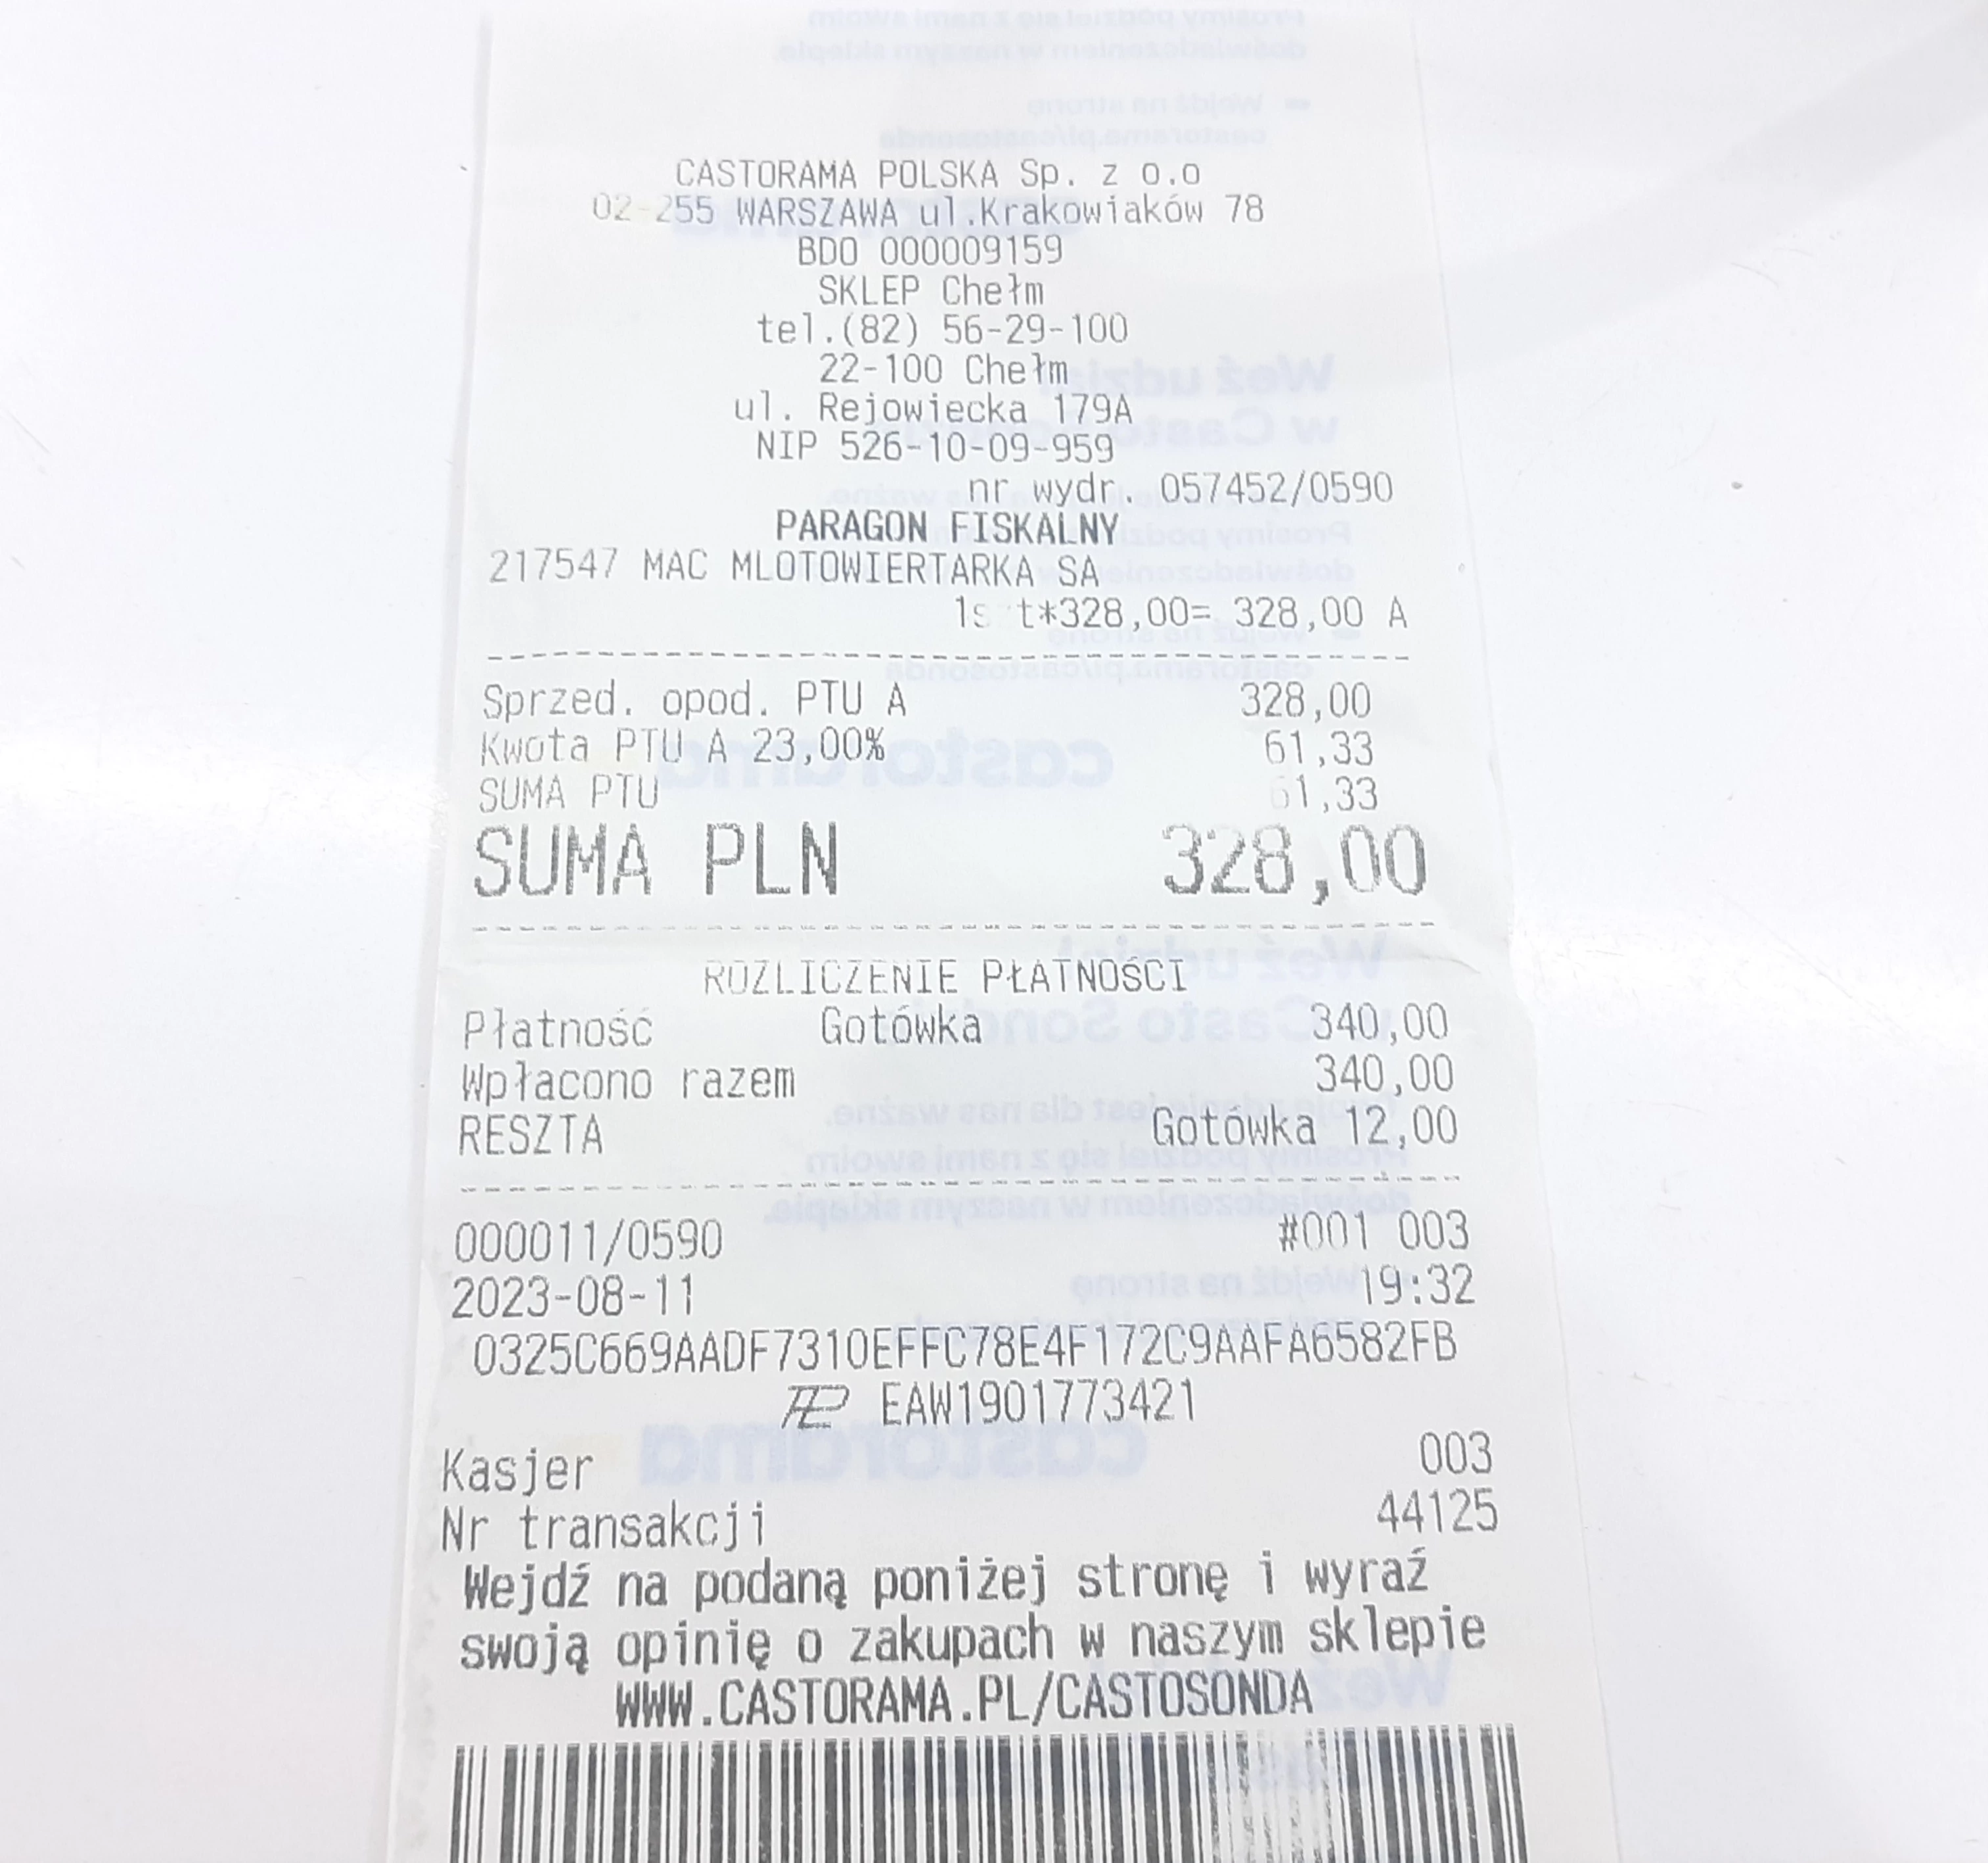 CASTORAMA POLSKA Sp. z o.o
02-255 WARSZAWA ul.Krakowiaków 78
BDO 000009159
SKLEP Chełm
tel.(82) 56-29-100
22-100 Chełm
ul. Rejowiecka 179A
NIP 526-10-09-959
nr wydr. 057452/0590
PARAGON FISKALNY
217547 MAC MLOTOWIERTARKA SA
1s t*328,00= 328,00 A
Sprzed. opod. PTU A 328,00
Kwota PTU A 23,00% 61,33
SUMA PTU 61,33
SUMA PLN 328,00
ROZLICZENIE PŁATNOŚCI
Płatność Gotówka 340,00
Wpłacono razem 340,00
RESZTA Gotówka 12,00
000011/0590 #001 003
2023-08-11 19:32
0325C669AADF7310EFFC78E4F172C9AAFA6582FB
EAW1901773421
Kasjer 003
Nr transakcji 44125
Wejdź na podaną poniżej stronę i wyraź
swoją opinię o zakupach w naszym sklepie
WWW.CASTORAMA.PL/CASTOSONDA